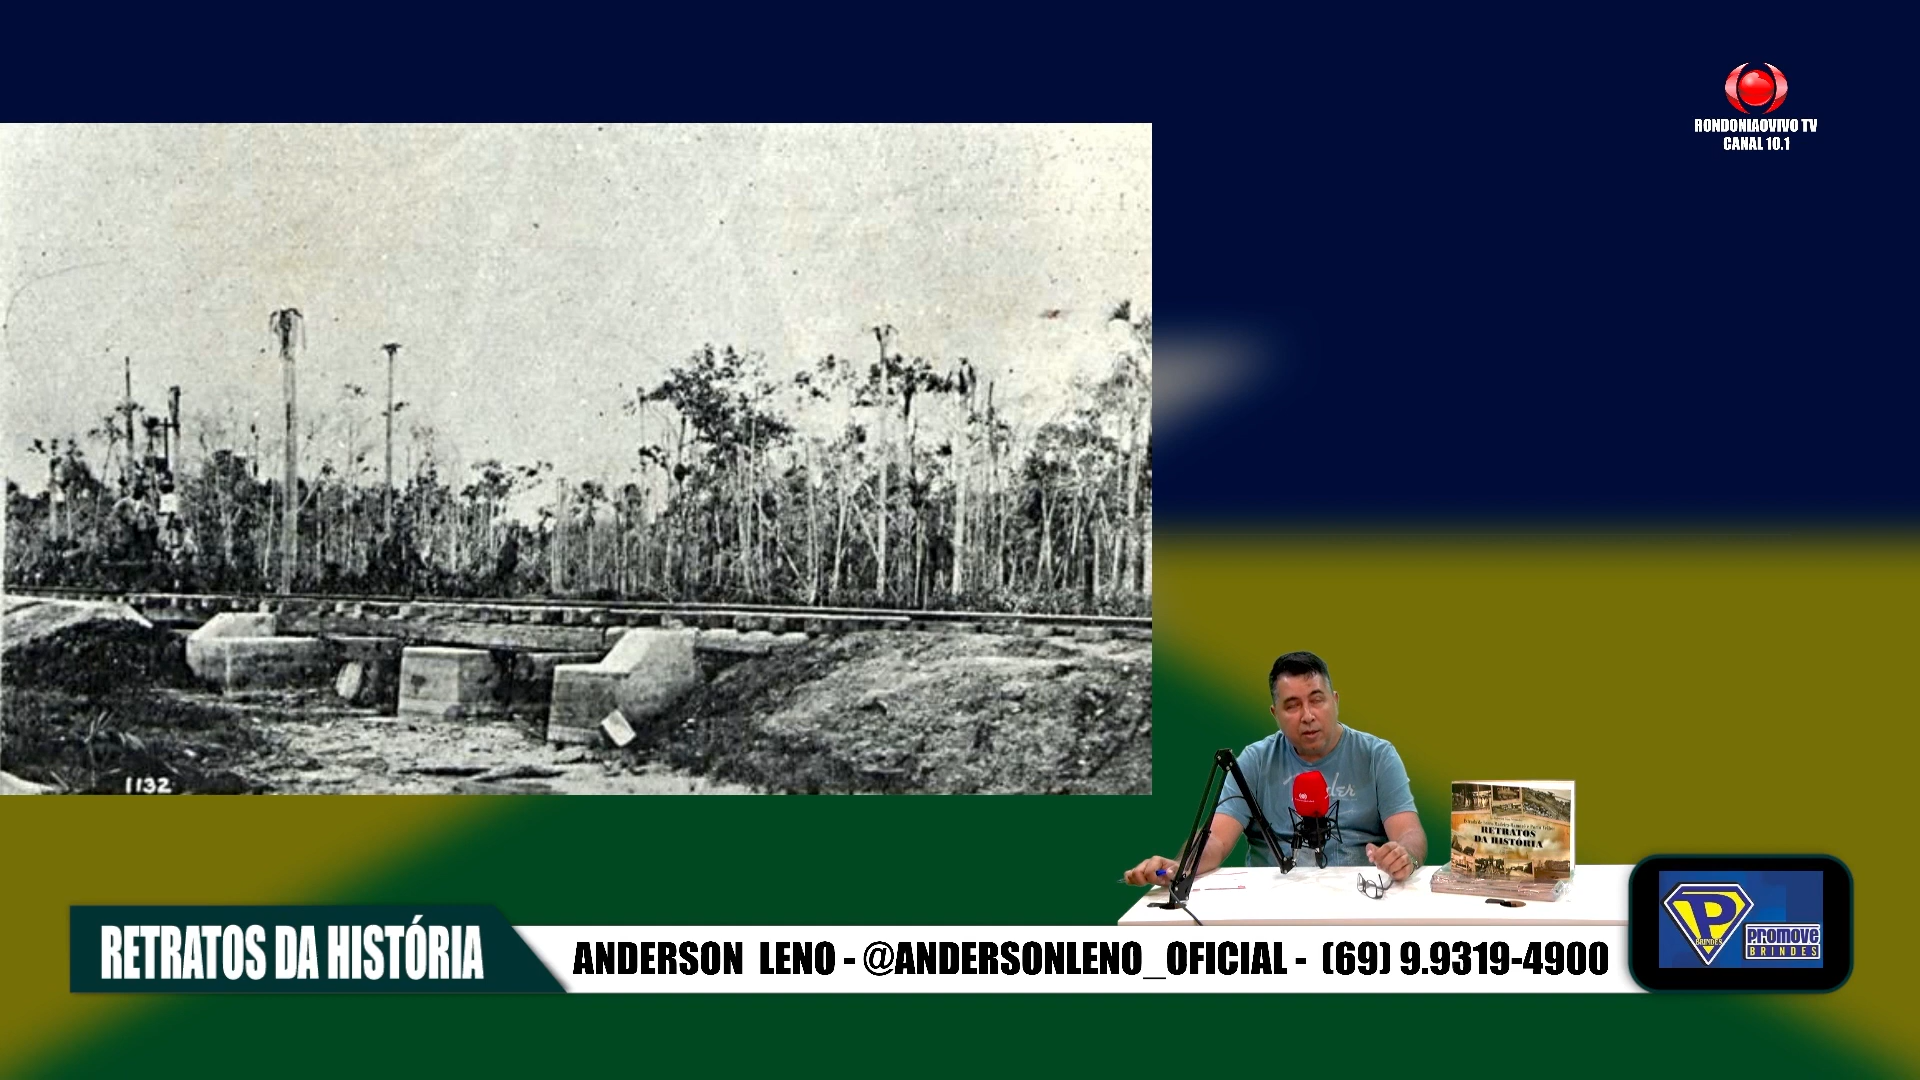 RONDONIAOVIVO TV
CANAL 10.1
1132
RETRATOS
DA HISTÓRIA
RETRATOS DA HISTÓRIA
ANDERSON LENO - @ANDERSONLENO_OFICIAL - (69) 9.9319-4900
P
BRINDES
PROMOVE
BRINDES